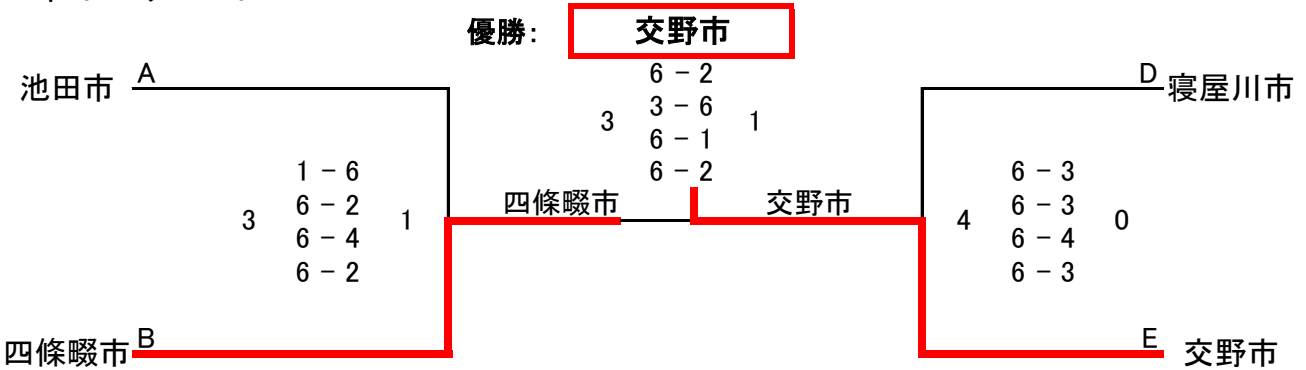 優勝： 交野市
6 － 2
3 － 6
6 － 1
6 － 2
3 1
池田市 A
D 寝屋川市
1 － 6
6 － 2
6 － 4
6 － 2
3 1
四條畷市 交野市
6 － 3
6 － 3
6 － 4
6 － 3
4 0
四條畷市 B
E 交野市